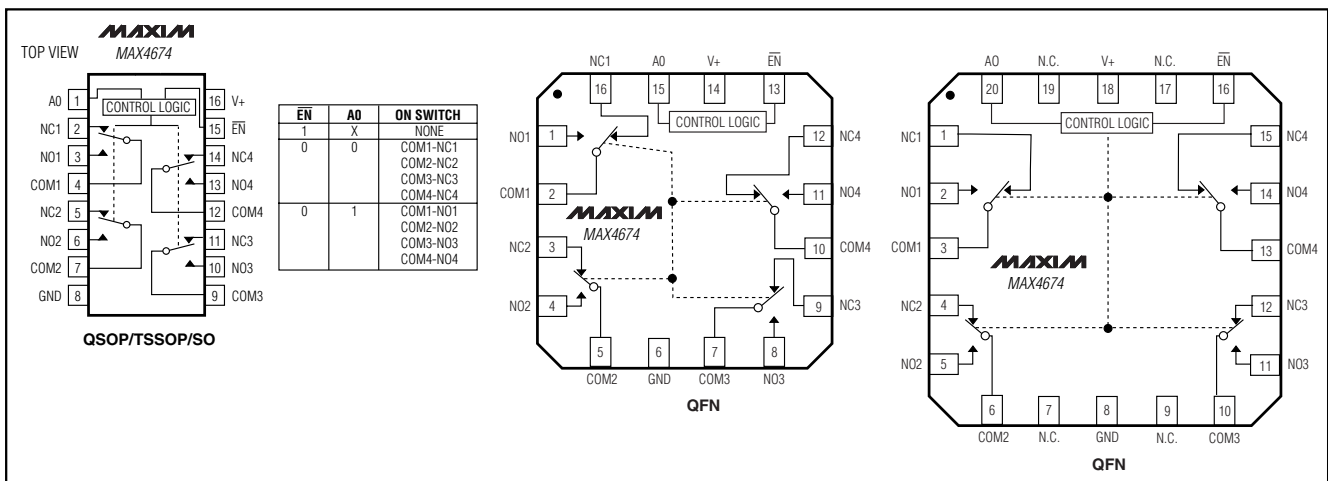 MAXIM
TOP VIEW
MAX4674
A0 1
CONTROL LOGIC
16 V+
NC1 2
15 EN
NO1 3
14 NC4
COM1 4
13 NO4
NC2 5
12 COM4
NO2 6
11 NC3
COM2 7
10 NO3
GND 8
9 COM3
QSOP/TSSOP/SO
EN A0 ON SWITCH
1 X NONE
0 0 COM1-NC1
COM2-NC2
COM3-NC3
COM4-NC4
0 1 COM1-NO1
COM2-NO2
COM3-NO3
COM4-NO4
NC1 A0 V+ EN
16 15 14 13
CONTROL LOGIC
NO1 1
12 NC4
COM1 2
11 NO4
MAXIM
MAX4674
NC2 3
10 COM4
NO2 4
9 NC3
5 6 7 8
COM2 GND COM3 NO3
QFN
AO N.C. V+ N.C. EN
20 19 18 17 16
CONTROL LOGIC
NC1 1
15 NC4
NO1 2
14 NO4
COM1 3
13 COM4
MAXIM
MAX4674
NC2 4
12 NC3
NO2 5
11 NO3
6 7 8 9 10
COM2 N.C. GND N.C. COM3
QFN